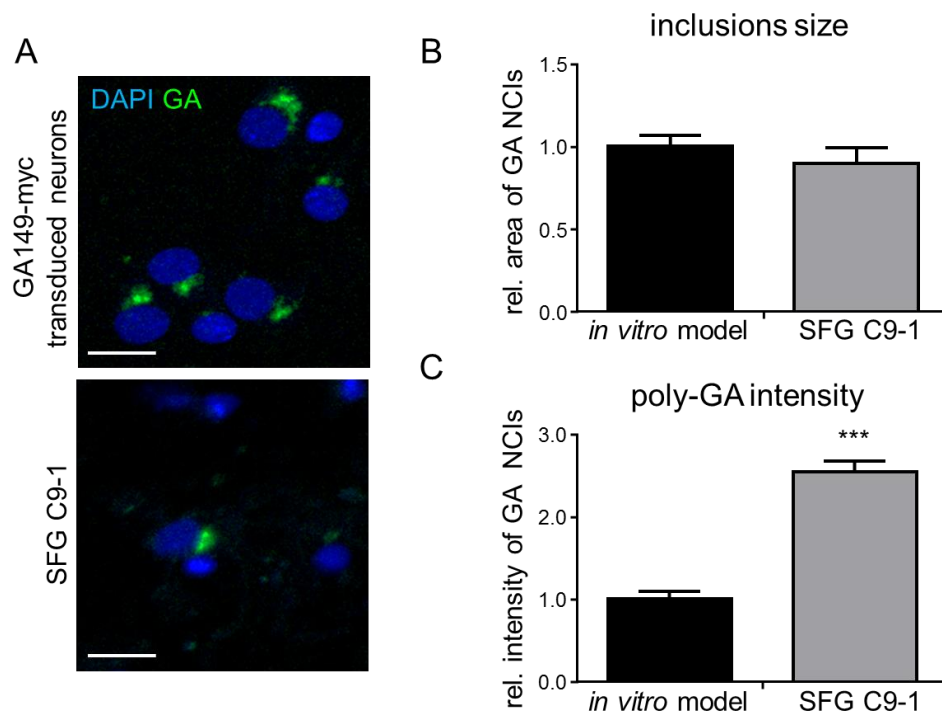 A
DAPI GA
GA149-myc
transduced neurons
SFG C9-1
B
inclusions size
rel. area of GA NCIs
1.5
1.0
0.5
0.0
in vitro model
SFG C9-1
C
poly-GA intensity
rel. intensity of GA NCIs
3.0
2.0
1.0
0.0
***
in vitro model
SFG C9-1